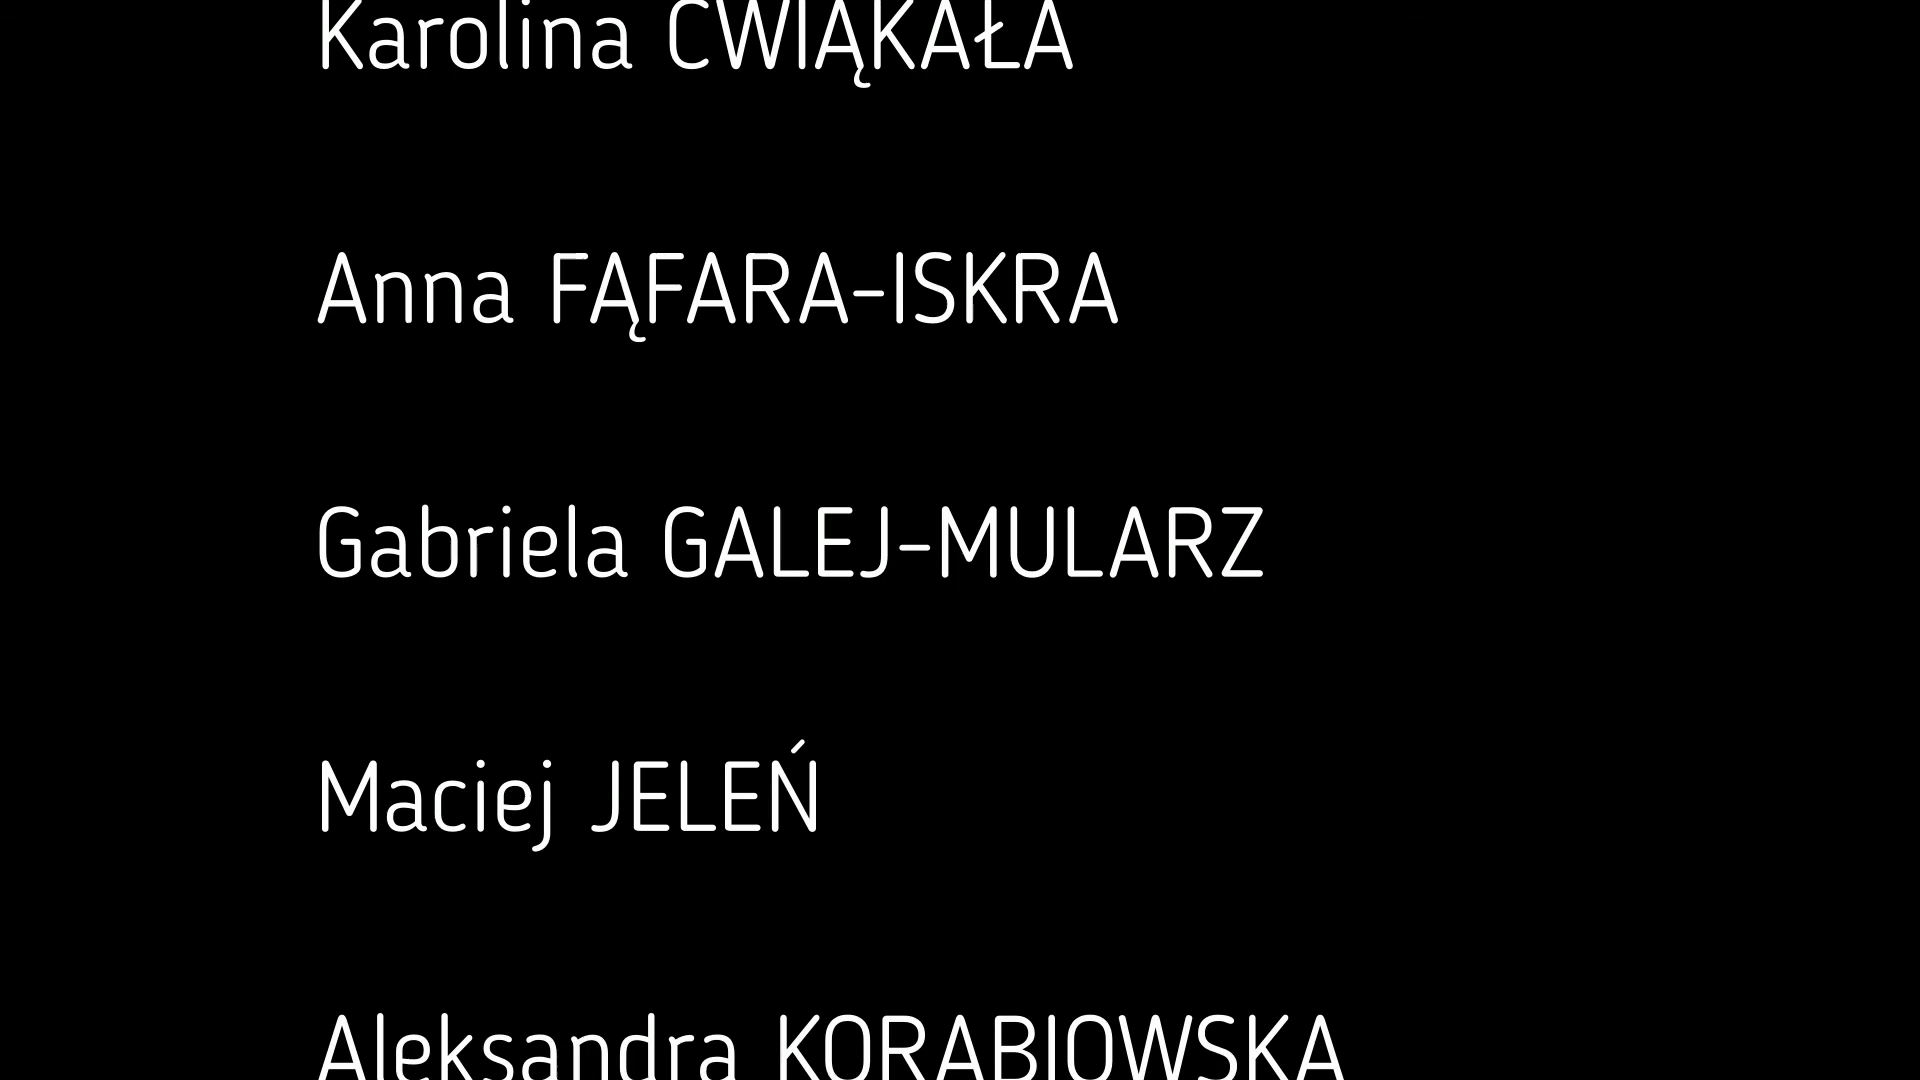 Karolina CWIĄKAŁA
Anna FĄFARA-ISKRA
Gabriela GALEJ-MULARZ
Maciej JELEŃ
Aleksandra KORABIOWSKA